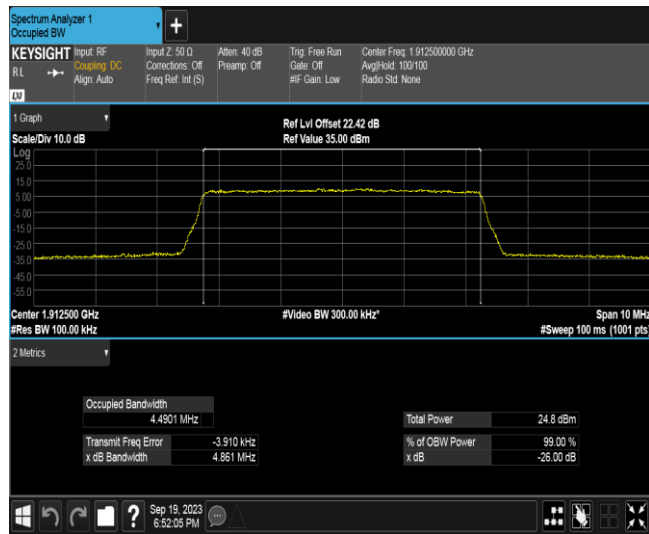 Spectrum Analyzer 1
Occupied BW
+
KEYSIGHT Input: RF Input Z: 50 Ω Atten: 40 dB Trig: Free Run Center Freq: 1.912500000 GHz
RL Coupling: DC Corrections: Off Preamp: Off Gate: Off Avg|Hold: 100/100
Align: Auto Freq Ref: Int (S) #IF Gain: Low Radio Std: None
LXI
1 Graph Ref Lvl Offset 22.42 dB
Scale/Div 10.0 dB Ref Value 35.00 dBm
Log
25.0
15.0
5.00
-5.00
-15.0
-25.0
-35.0
-45.0
-55.0
Center 1.912500 GHz #Video BW 300.00 kHz* Span 10 MHz
#Res BW 100.00 kHz #Sweep 100 ms (1001 pts)
2 Metrics
Occupied Bandwidth
4.4901 MHz Total Power 24.8 dBm
Transmit Freq Error -3.910 kHz % of OBW Power 99.00 %
x dB Bandwidth 4.861 MHz x dB -26.00 dB
? Sep 19, 2023
6:52:05 PM